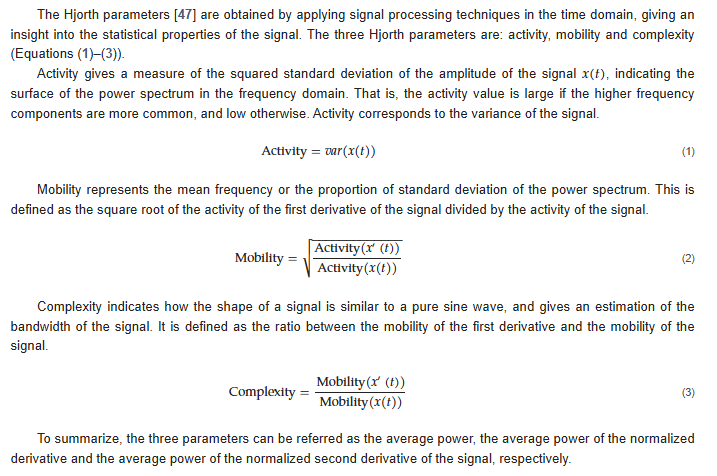 The Hjorth parameters [47] are obtained by applying signal processing techniques in the time domain, giving an
insight into the statistical properties of the signal. The three Hjorth parameters are: activity, mobility and complexity
(Equations (1)–(3)).
Activity gives a measure of the squared standard deviation of the amplitude of the signal x(t), indicating the
surface of the power spectrum in the frequency domain. That is, the activity value is large if the higher frequency
components are more common, and low otherwise. Activity corresponds to the variance of the signal.
Activity = var(x(t)) (1)
Mobility represents the mean frequency or the proportion of standard deviation of the power spectrum. This is
defined as the square root of the activity of the first derivative of the signal divided by the activity of the signal.
Mobility = √(Activity(x′ (t)) / Activity(x(t))) (2)
Complexity indicates how the shape of a signal is similar to a pure sine wave, and gives an estimation of the
bandwidth of the signal. It is defined as the ratio between the mobility of the first derivative and the mobility of the
signal.
Complexity = Mobility(x′ (t)) / Mobility(x(t)) (3)
To summarize, the three parameters can be referred as the average power, the average power of the normalized
derivative and the average power of the normalized second derivative of the signal, respectively.